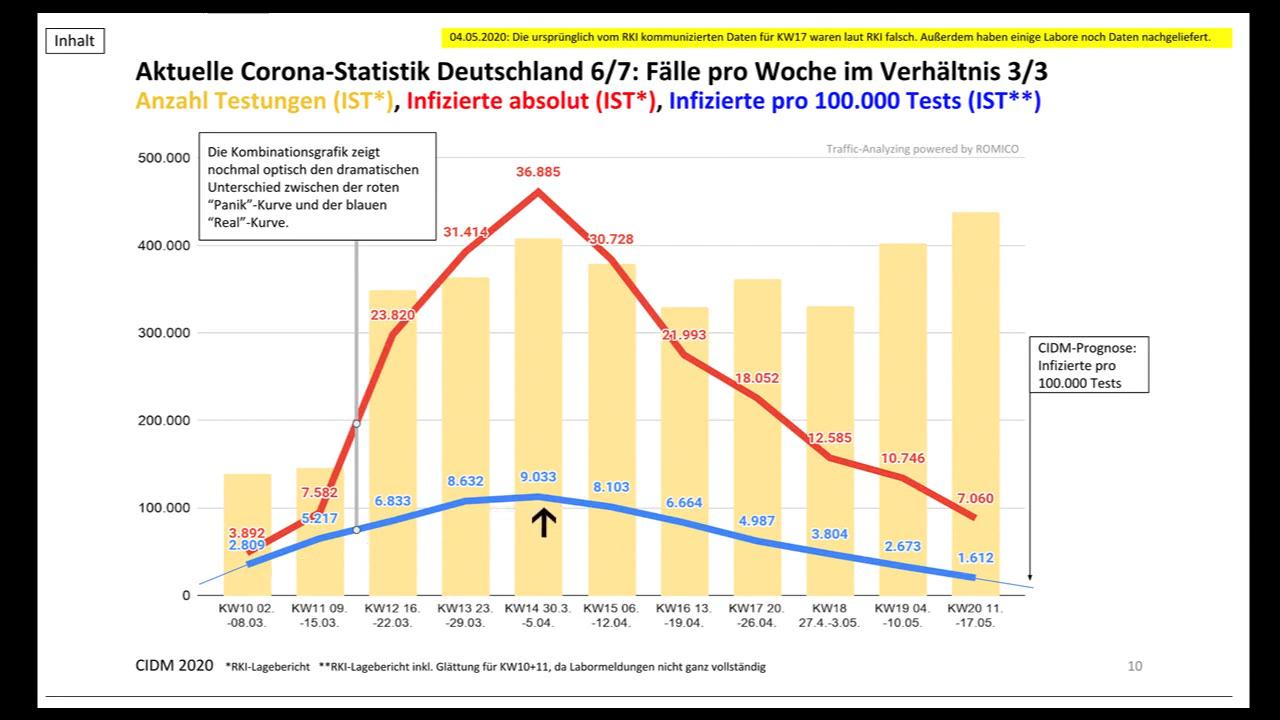 Inhalt
04.05.2020: Die ursprünglich vom RKI kommunizierten Daten für KW17 waren laut RKI falsch. Außerdem haben einige Labore noch Daten nachgeliefert.
Aktuelle Corona-Statistik Deutschland 6/7: Fälle pro Woche im Verhältnis 3/3
Anzahl Testungen (IST*), Infizierte absolut (IST*), Infizierte pro 100.000 Tests (IST**)
Traffic-Analyzing powered by ROMICO
Die Kombinationsgrafik zeigt
nochmal optisch den dramatischen
Unterschied zwischen der roten
“Panik”-Kurve und der blauen
“Real”-Kurve.
500.000
400.000
300.000
200.000
100.000
0
3.892
7.582
23.820
31.414
36.885
30.728
21.993
18.052
12.585
10.746
7.060
2.809
5.217
6.833
8.632
9.033
8.103
6.664
4.987
3.804
2.673
1.612
CIDM-Prognose:
Infizierte pro
100.000 Tests
KW10 02.
-08.03.
KW11 09.
-15.03.
KW12 16.
-22.03.
KW13 23.
-29.03.
KW14 30.3.
-5.04.
KW15 06.
-12.04.
KW16 13.
-19.04.
KW17 20.
-26.04.
KW18
27.4.-3.05.
KW19 04.
-10.05.
KW20 11.
-17.05.
CIDM 2020 *RKI-Lagebericht **RKI-Lagebericht inkl. Glättung für KW10+11, da Labormeldungen nicht ganz vollständig
10